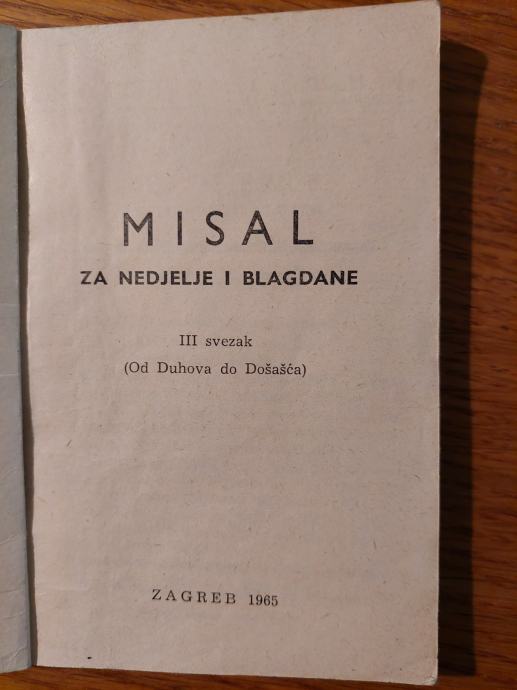 MISAL
ZA NEDJELJE I BLAGDANE
III svezak
(Od Duhova do Došašća)
ZAGREB 1965